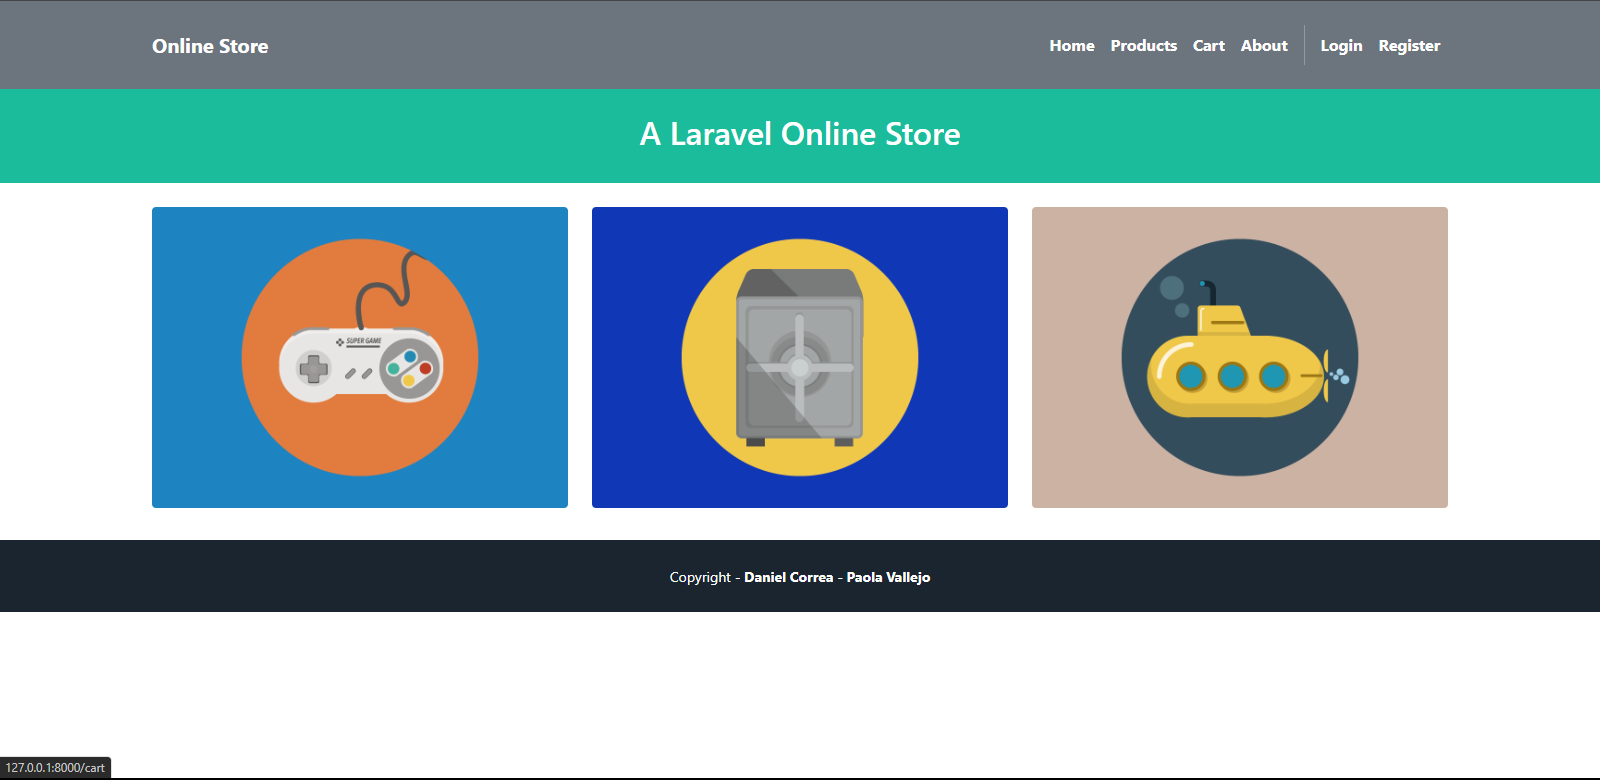 Online Store
Home Products Cart About Login Register
A Laravel Online Store
SUPER GAME
Copyright - Daniel Correa - Paola Vallejo
127.0.0.1:8000/cart